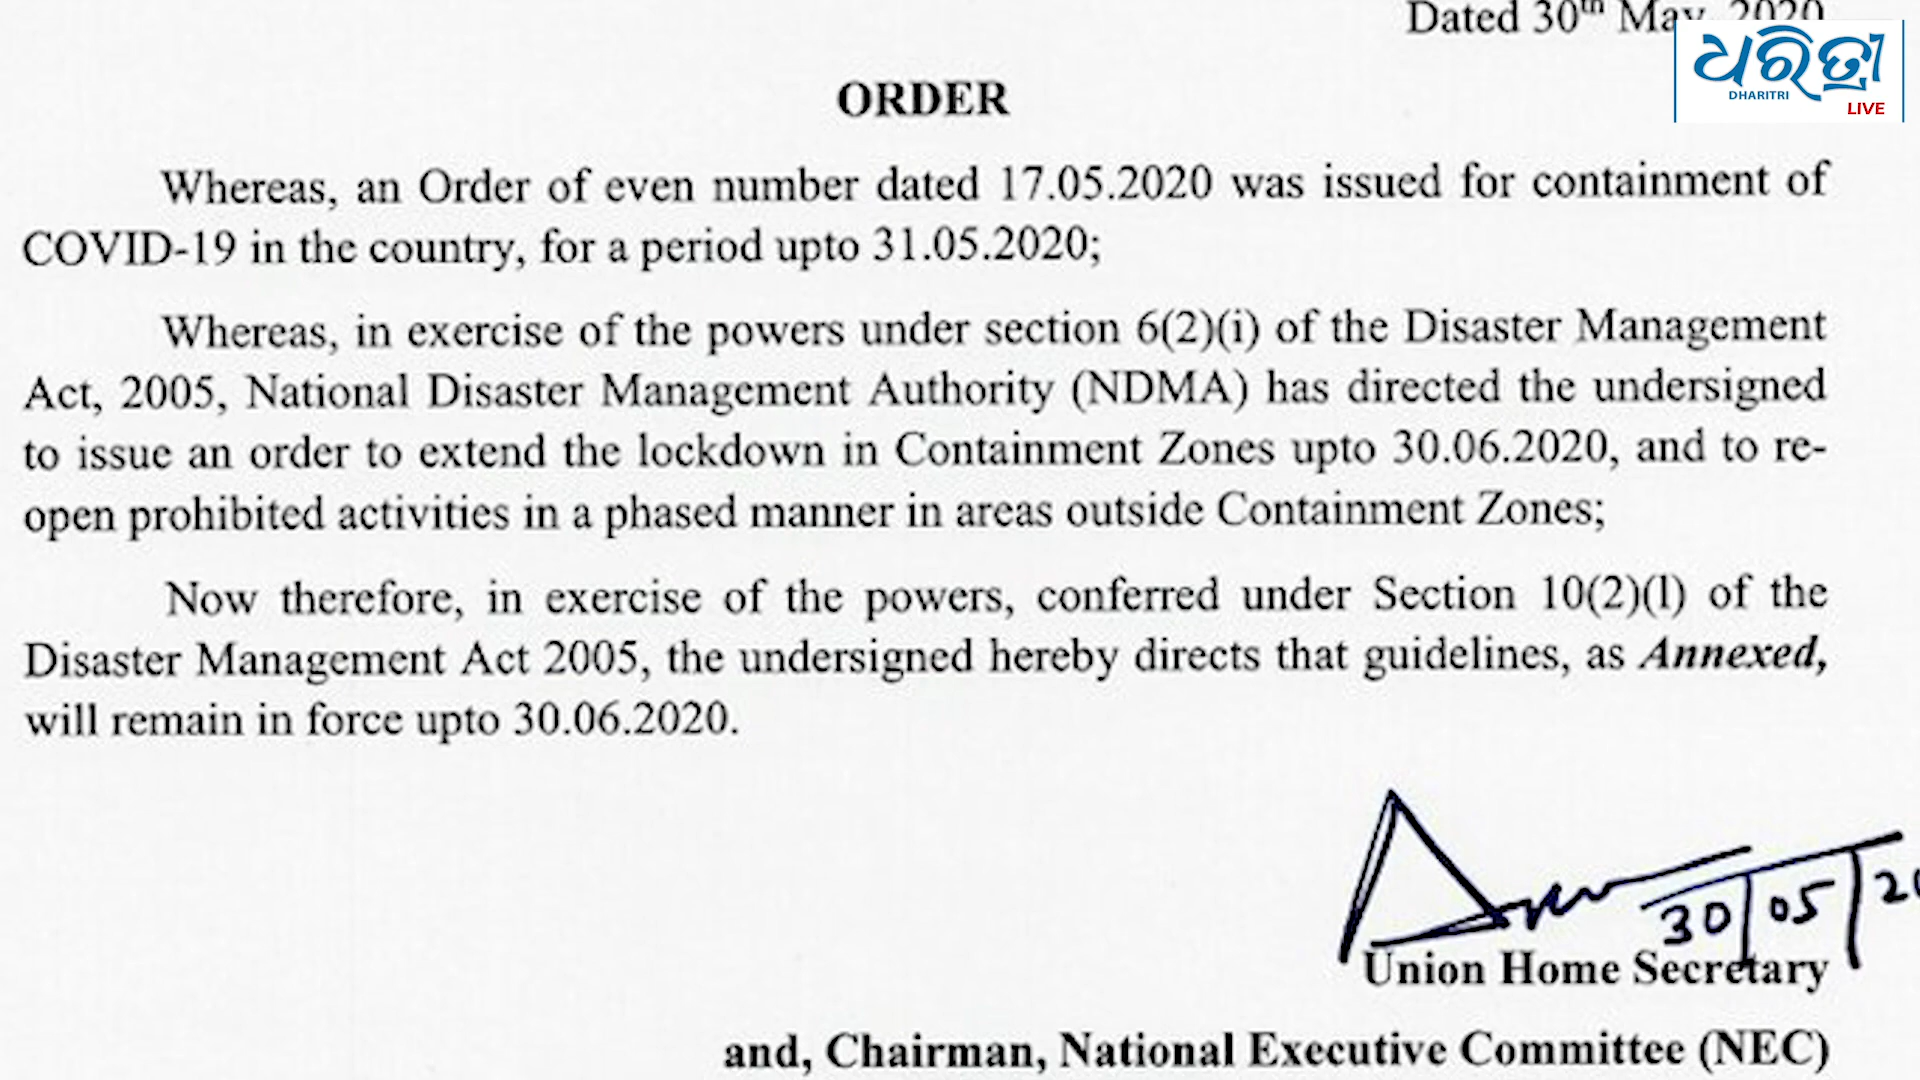 Dated 30th May, 2020
ଧରିତ୍ରୀ
DHARITRI
LIVE
ORDER
Whereas, an Order of even number dated 17.05.2020 was issued for containment of
COVID-19 in the country, for a period upto 31.05.2020;
Whereas, in exercise of the powers under section 6(2)(i) of the Disaster Management
Act, 2005, National Disaster Management Authority (NDMA) has directed the undersigned
to issue an order to extend the lockdown in Containment Zones upto 30.06.2020, and to re-
open prohibited activities in a phased manner in areas outside Containment Zones;
Now therefore, in exercise of the powers, conferred under Section 10(2)(l) of the
Disaster Management Act 2005, the undersigned hereby directs that guidelines, as Annexed,
will remain in force upto 30.06.2020.
30/05/20
Union Home Secretary
and, Chairman, National Executive Committee (NEC)